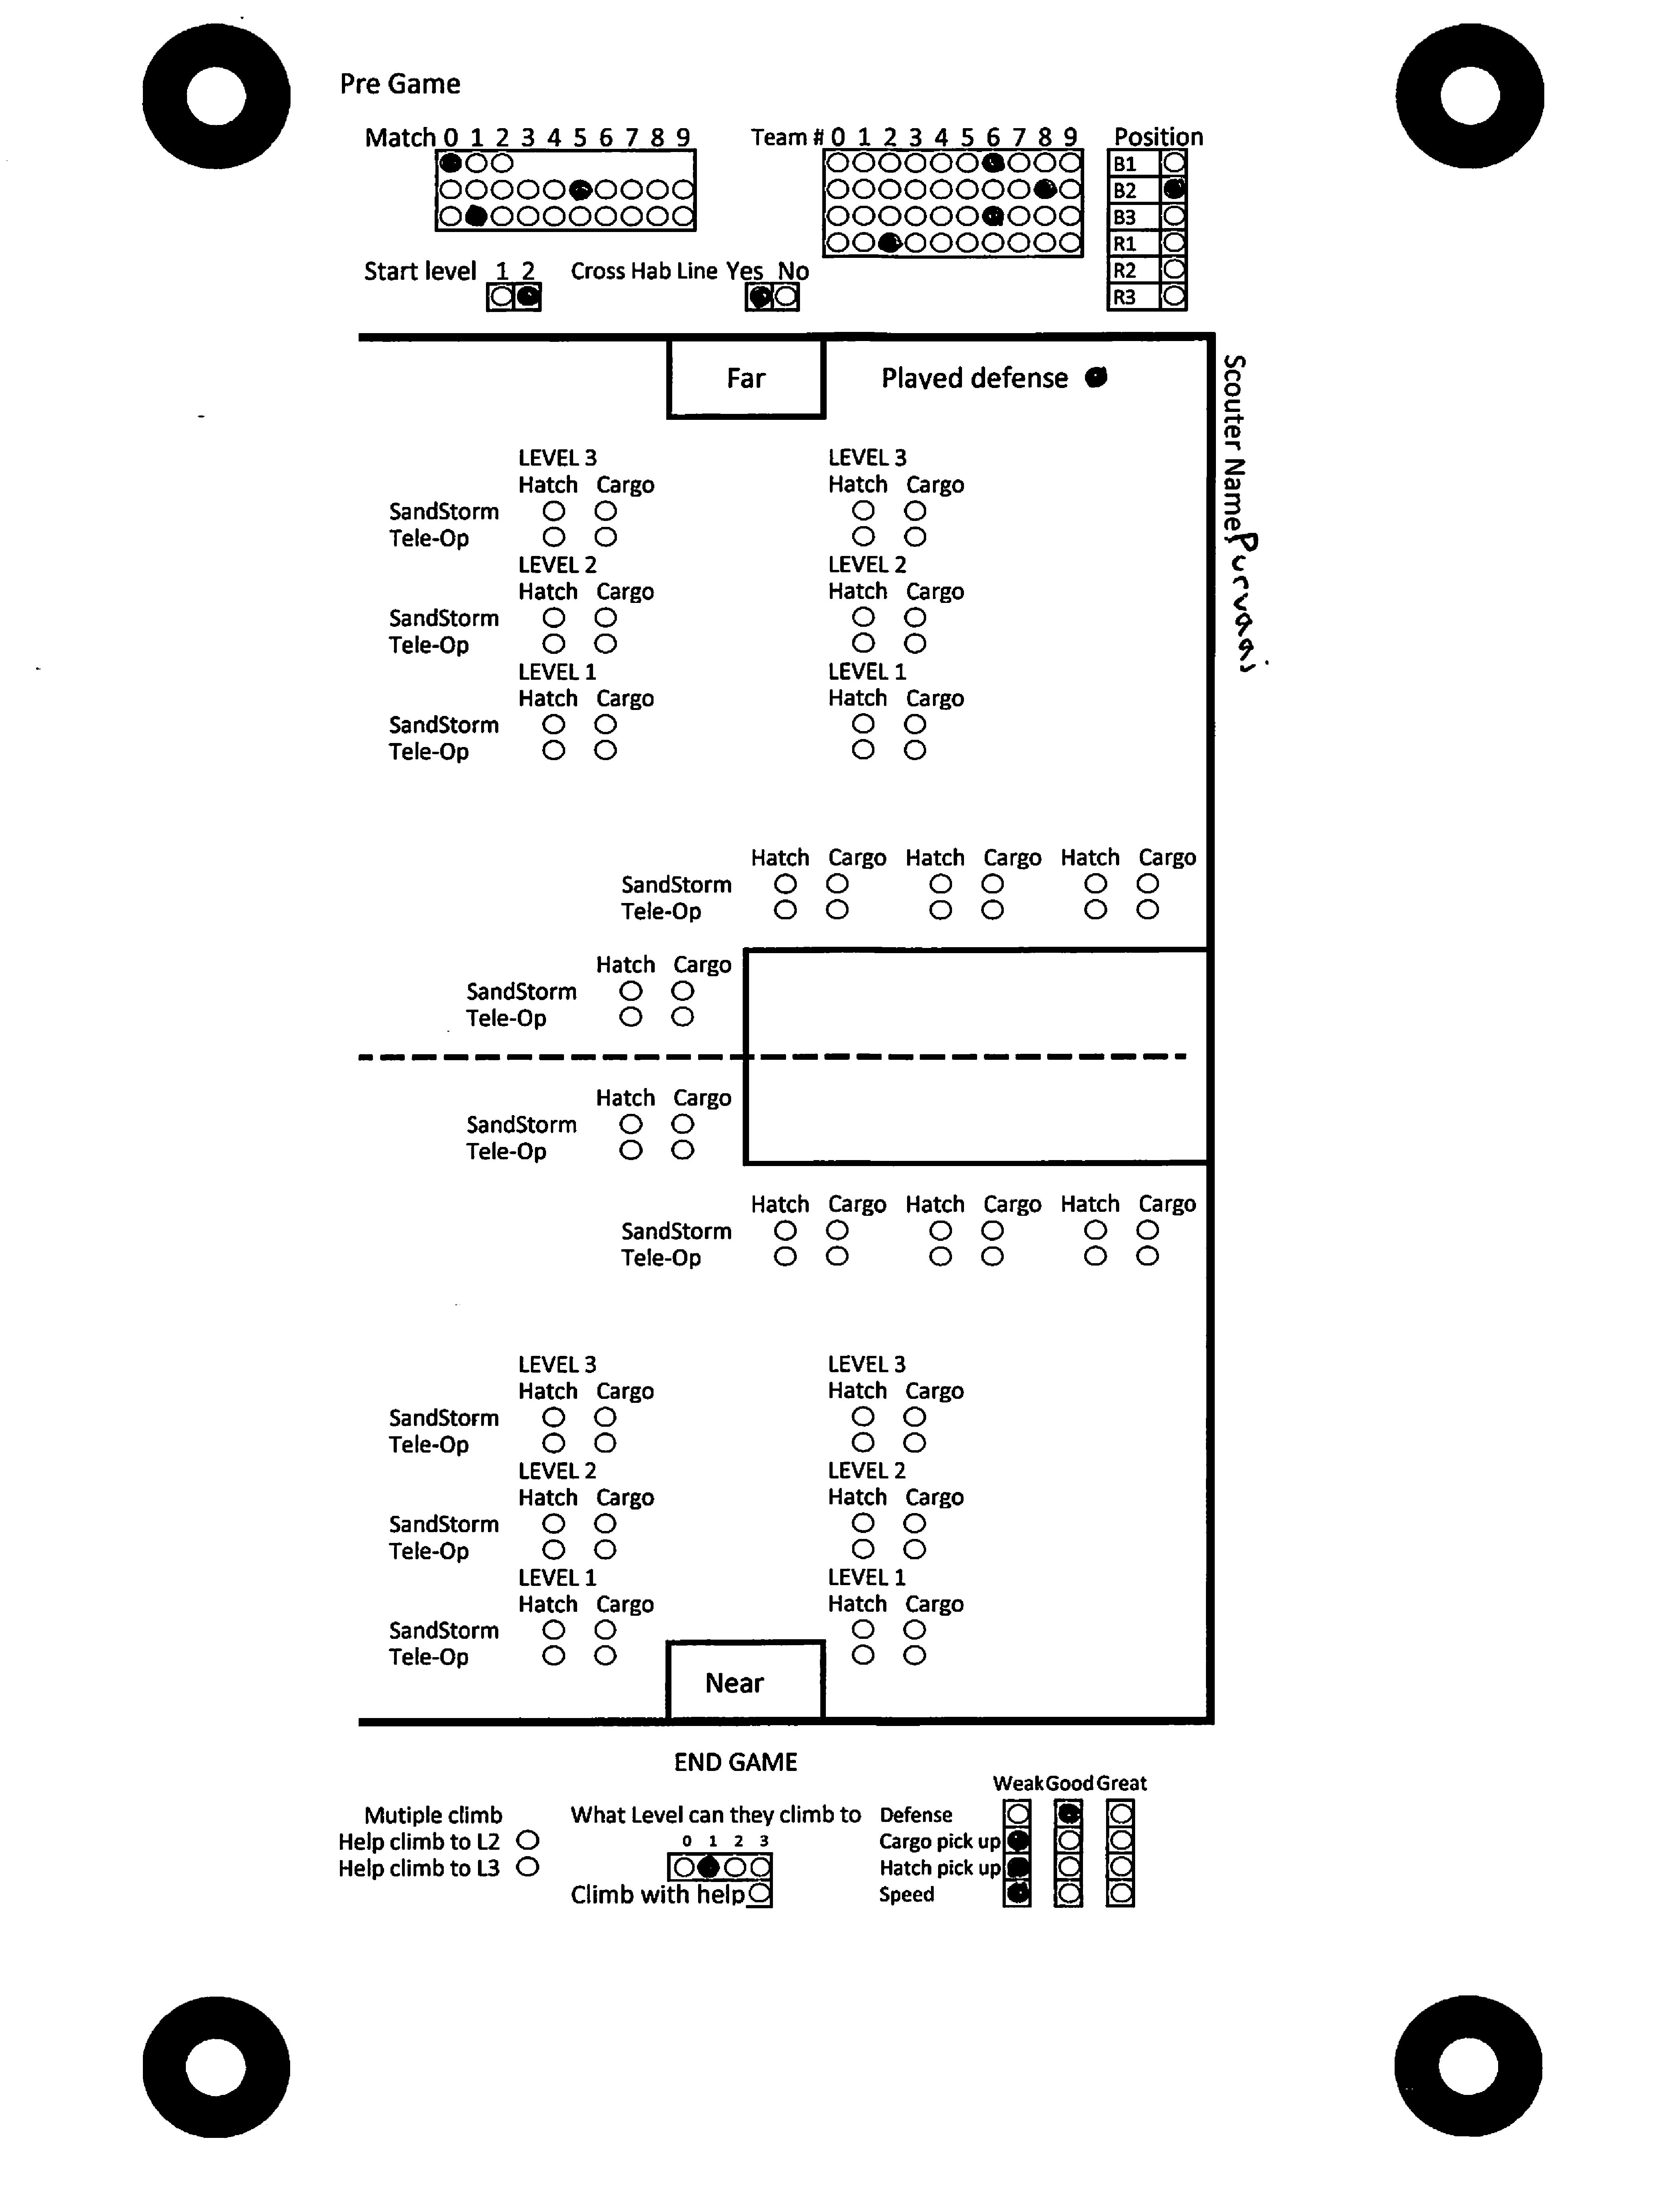 Pre Game
Match 0 1 2 3 4 5 6 7 8 9
Team # 0 1 2 3 4 5 6 7 8 9
Position
B1
B2
B3
R1
R2
R3
Start level 1 2
Cross Hab Line Yes No
Far
Played defense
Scouter Name: Purvaaj
LEVEL 3 LEVEL 3
Hatch Cargo Hatch Cargo
SandStorm
Tele-Op
LEVEL 2 LEVEL 2
Hatch Cargo Hatch Cargo
SandStorm
Tele-Op
LEVEL 1 LEVEL 1
Hatch Cargo Hatch Cargo
SandStorm
Tele-Op
Hatch Cargo Hatch Cargo Hatch Cargo
SandStorm
Tele-Op
Hatch Cargo
SandStorm
Tele-Op
Hatch Cargo
SandStorm
Tele-Op
Hatch Cargo Hatch Cargo Hatch Cargo
SandStorm
Tele-Op
LEVEL 3 LEVEL 3
Hatch Cargo Hatch Cargo
SandStorm
Tele-Op
LEVEL 2 LEVEL 2
Hatch Cargo Hatch Cargo
SandStorm
Tele-Op
LEVEL 1 LEVEL 1
Hatch Cargo Hatch Cargo
SandStorm
Tele-Op
Near
END GAME
Mutiple climb
Help climb to L2
Help climb to L3
What Level can they climb to
0 1 2 3
Climb with help
Weak Good Great
Defense
Cargo pick up
Hatch pick up
Speed